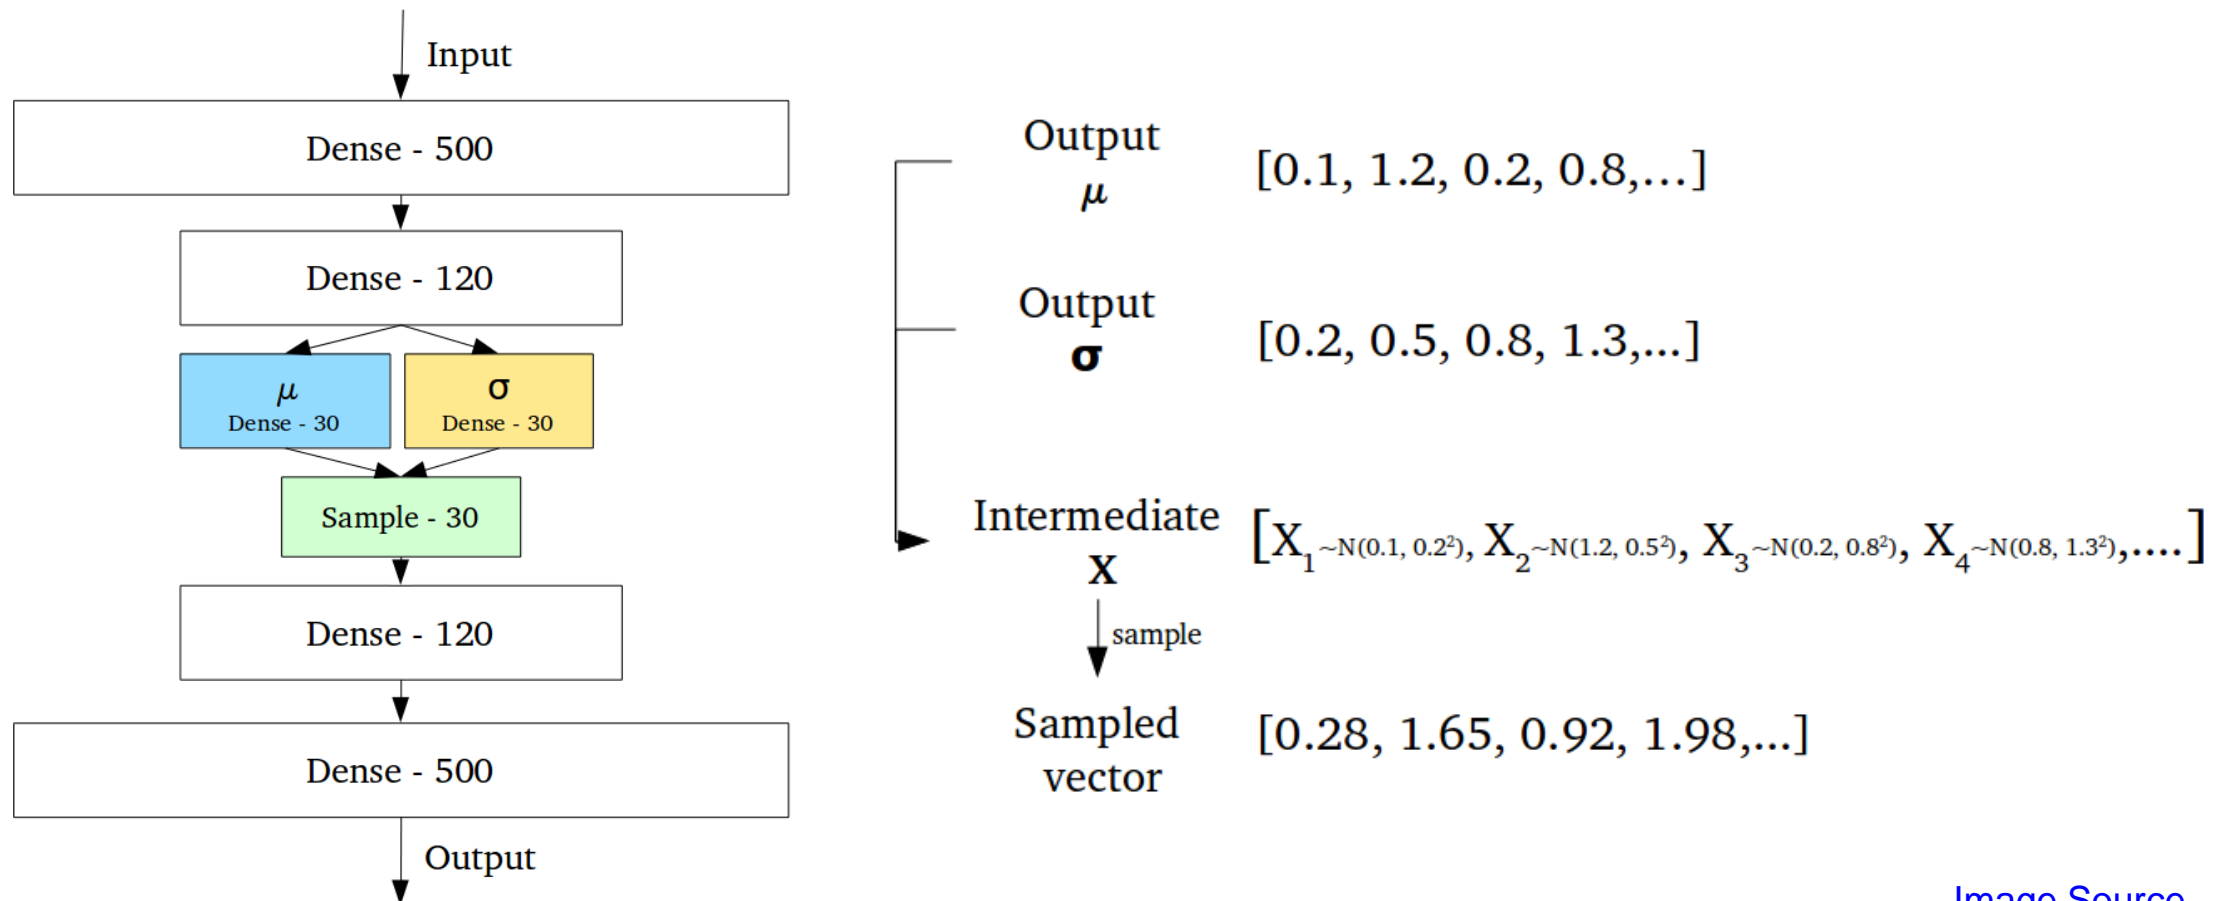 Input
Dense - 500
Dense - 120
μ
Dense - 30
σ
Dense - 30
Sample - 30
Dense - 120
Dense - 500
Output
Output
μ
[0.1, 1.2, 0.2, 0.8,...]
Output
σ
[0.2, 0.5, 0.8, 1.3,...]
Intermediate
X
[X₁~N(0.1, 0.2²), X₂~N(1.2, 0.5²), X₃~N(0.2, 0.8²), X₄~N(0.8, 1.3²),....]
sample
Sampled
vector
[0.28, 1.65, 0.92, 1.98,...]
Image Source